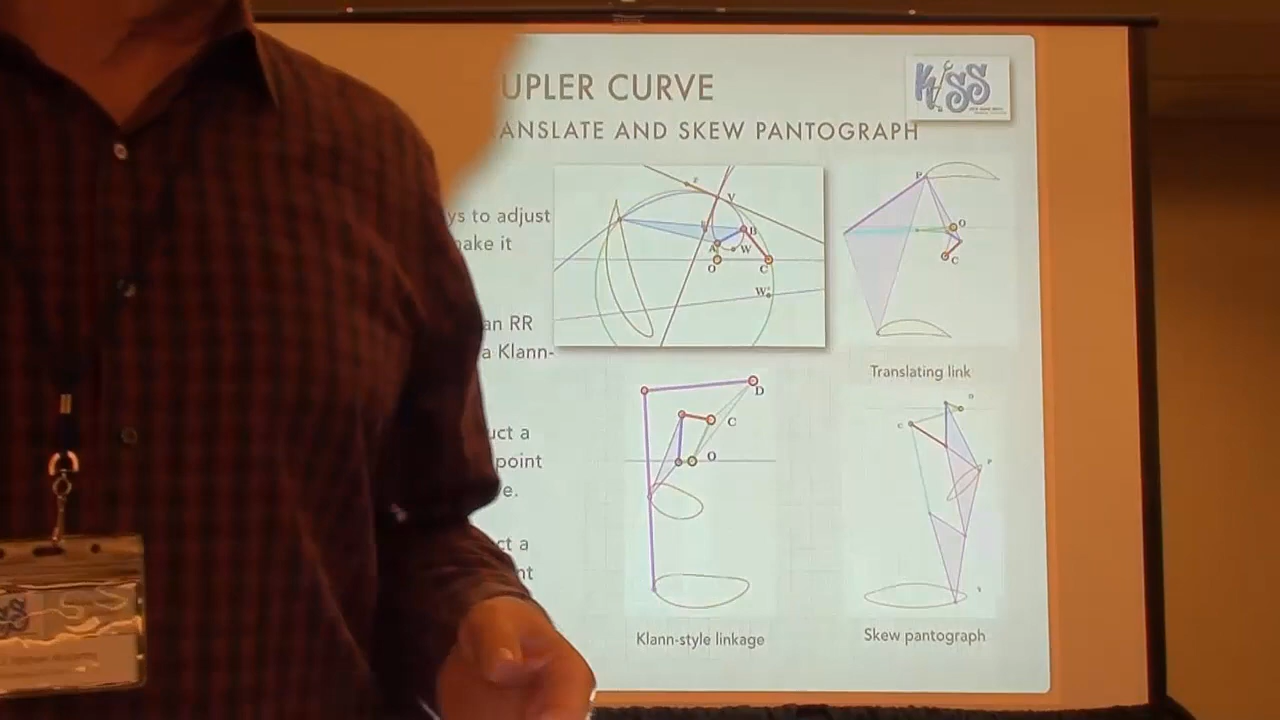 UPLER CURVE
KISS
ANSLATE AND SKEW PANTOGRAPH
ys to adjust
ake it
an RR
a Klann-
uct a
point
e.
ct a
nt
V
B
A
W
O
C
W
P
O
C
Translating link
D
C
O
Klann-style linkage
C
P
Skew pantograph